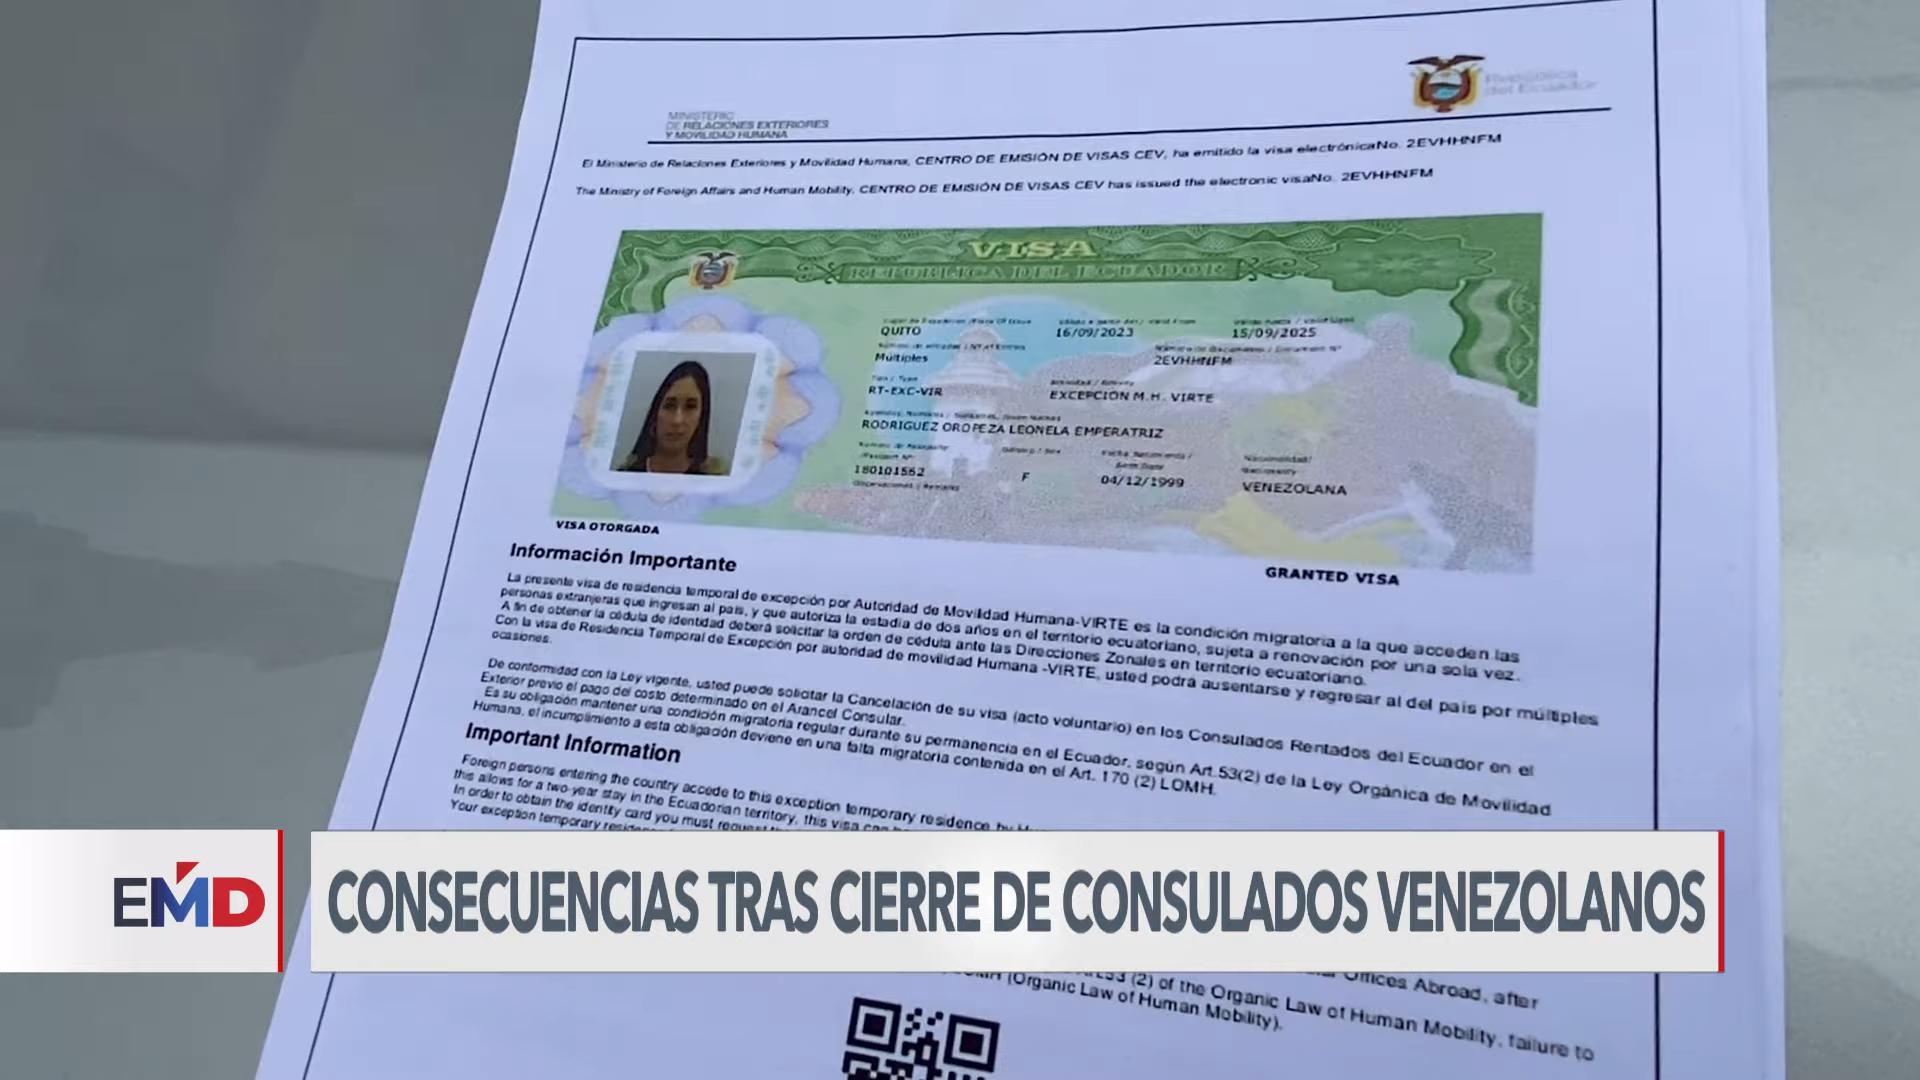 República
del Ecuador
MINISTERIO
DE RELACIONES EXTERIORES
Y MOVILIDAD HUMANA
El Ministerio de Relaciones Exteriores y Movilidad Humana, CENTRO DE EMISIÓN DE VISAS CEV, ha emitido la visa electrónicaNo. 2EVHHNFM
The Ministry of Foreign Affairs and Human Mobility, CENTRO DE EMISIÓN DE VISAS CEV has issued the electronic visaNo. 2EVHHNFM
VISA
REPÚBLICA DEL ECUADOR
QUITO 16/09/2023 15/09/2025
Múltiples 2EVHHNFM
RT-EXC-VIR EXCEPCIÓN M.H. VIRTE
RODRIGUEZ OROPEZA LEONELA EMPERATRIZ
180101562 F 04/12/1999 VENEZOLANA
VISA OTORGADA
GRANTED VISA
Información Importante
La presente visa de residencia temporal de excepción por Autoridad de Movilidad Humana-VIRTE es la condición migratoria a la que acceden las
personas extranjeras que ingresan al país, y que autoriza la estadía de dos años en el territorio ecuatoriano, sujeta a renovación por una sola vez.
A fin de obtener la cédula de identidad deberá solicitar la orden de cédula ante las Direcciones Zonales en territorio ecuatoriano.
Con la visa de Residencia Temporal de Excepción por autoridad de movilidad Humana -VIRTE, usted podrá ausentarse y regresar al del país por múltiples
ocasiones.
De conformidad con la Ley vigente, usted puede solicitar la Cancelación de su visa (acto voluntario) en los Consulados Rentados del Ecuador en el
Exterior previo el pago del costo determinado en el Arancel Consular.
Es su obligación mantener una condición migratoria regular durante su permanencia en el Ecuador, según Art.53(2) de la Ley Orgánica de Movilidad
Humana, el incumplimiento a esta obligación deviene en una falta migratoria contenida en el Art. 170 (2) LOMH.
Important Information
Foreign persons entering the country accede to this exception temporary residence by
this allows for a two-year stay in the Ecuadorian territory, this visa
In order to obtain the identity card you must request
Your exception temporary
EMD
CONSECUENCIAS TRAS CIERRE DE CONSULADOS VENEZOLANOS
Offices Abroad, after
(2) of the Organic Law of Human Mobility, failure to
(Organic Law of Human Mobility).